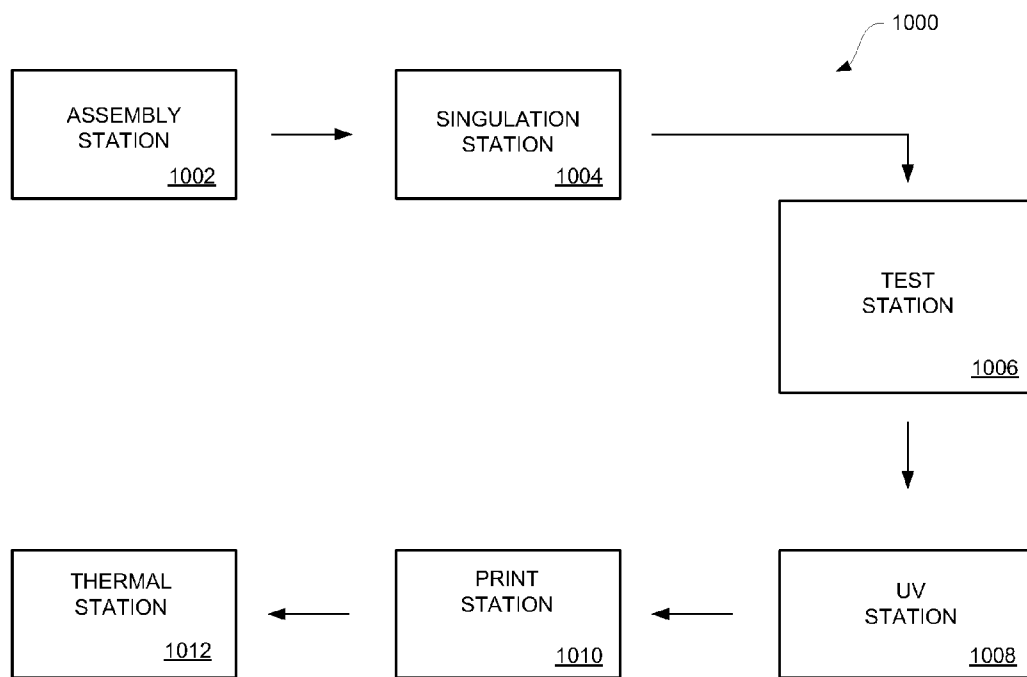 1000
ASSEMBLY
STATION
1002
SINGULATION
STATION
1004
TEST
STATION
1006
UV
STATION
1008
PRINT
STATION
1010
THERMAL
STATION
1012